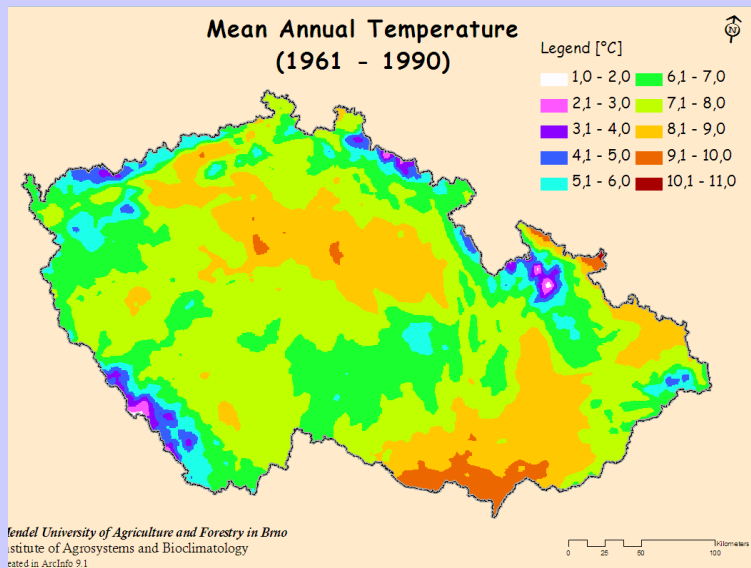 Mean Annual Temperature
(1961 - 1990)
N
Legend [°C]
1,0 - 2,0 6,1 - 7,0
2,1 - 3,0 7,1 - 8,0
3,1 - 4,0 8,1 - 9,0
4,1 - 5,0 9,1 - 10,0
5,1 - 6,0 10,1 - 11,0
Mendel University of Agriculture and Forestry in Brno
nstitute of Agrosystems and Bioclimatology
eated in ArcInfo 9.1
Kilometers
0 25 50 100